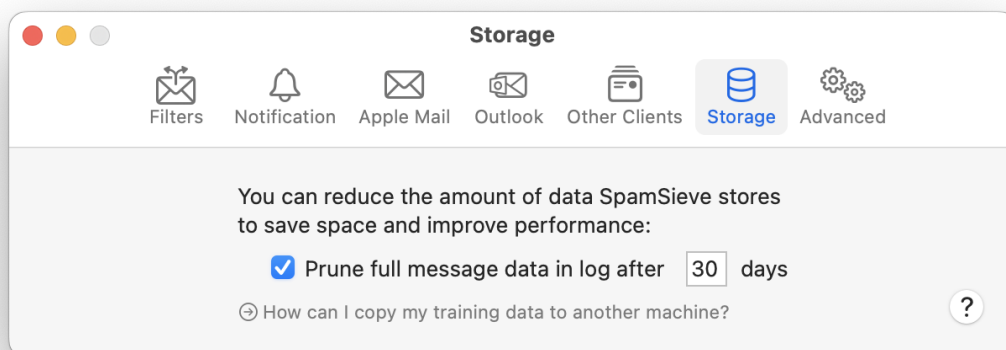 Storage
Filters
Notification
Apple Mail
Outlook
Other Clients
Storage
Advanced
You can reduce the amount of data SpamSieve stores
to save space and improve performance:
Prune full message data in log after 30 days
How can I copy my training data to another machine?
?